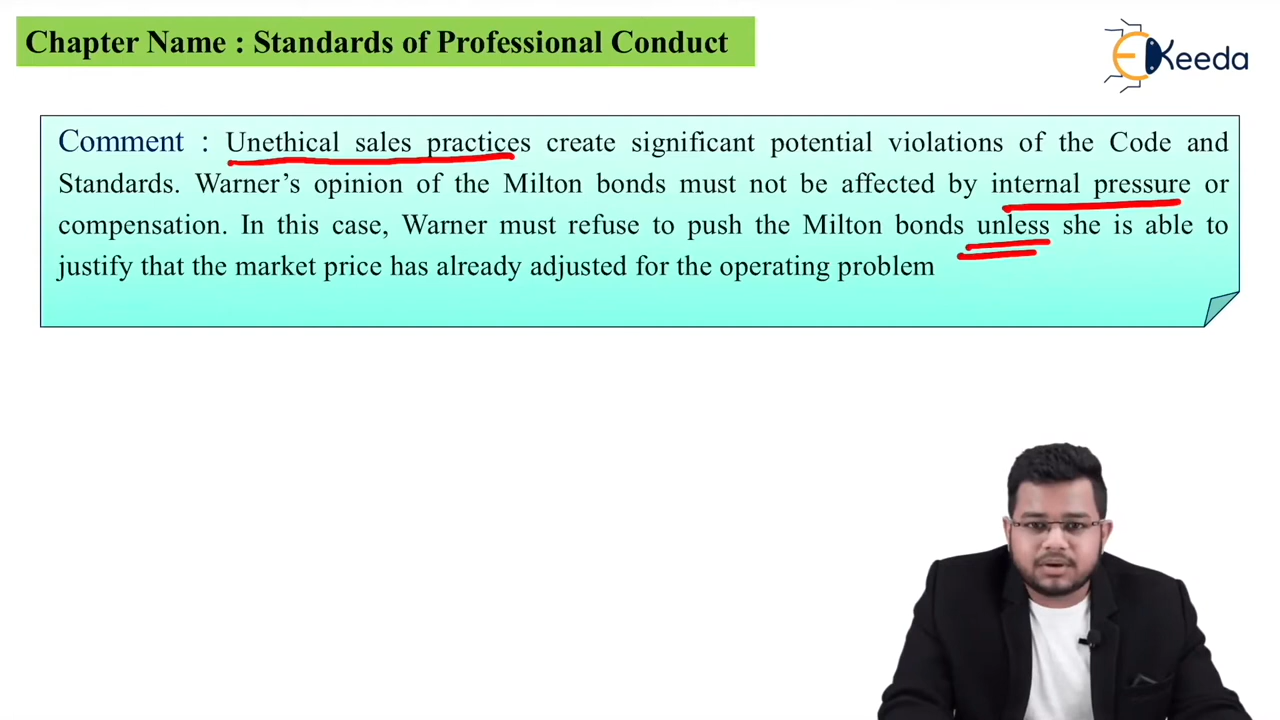 Chapter Name : Standards of Professional Conduct
EKeeda
Comment : Unethical sales practices create significant potential violations of the Code and
Standards. Warner’s opinion of the Milton bonds must not be affected by internal pressure or
compensation. In this case, Warner must refuse to push the Milton bonds unless she is able to
justify that the market price has already adjusted for the operating problem